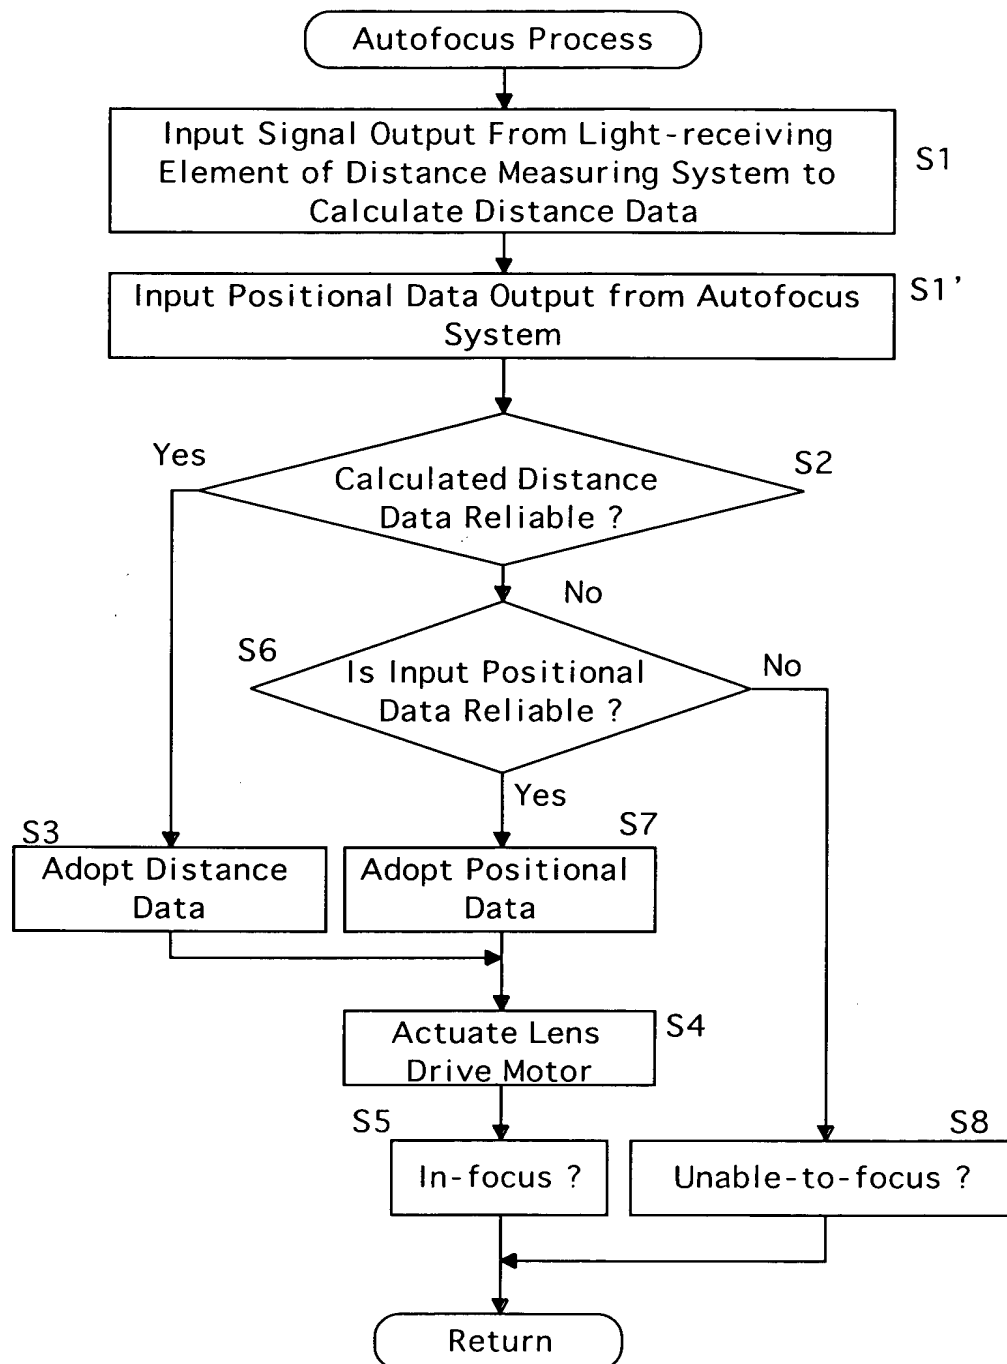 Autofocus Process
Input Signal Output From Light-receiving
Element of Distance Measuring System to
Calculate Distance Data
S1
Input Positional Data Output from Autofocus
System
S1'
Yes
Calculated Distance
Data Reliable ?
S2
No
S6
Is Input Positional
Data Reliable ?
No
Yes
S3
Adopt Distance
Data
S7
Adopt Positional
Data
Actuate Lens
Drive Motor
S4
S5
In-focus ?
S8
Unable-to-focus ?
Return